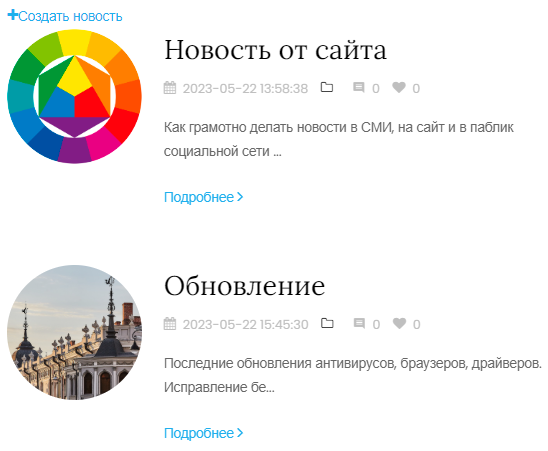 Создать новость
Новость от сайта
2023-05-22 13:58:38 0 0
Как грамотно делать новости в СМИ, на сайт и в паблик
социальной сети ...
Подробнее
Обновление
2023-05-22 15:45:30 0 0
Последние обновления антивирусов, браузеров, драйверов.
Исправление бе...
Подробнее